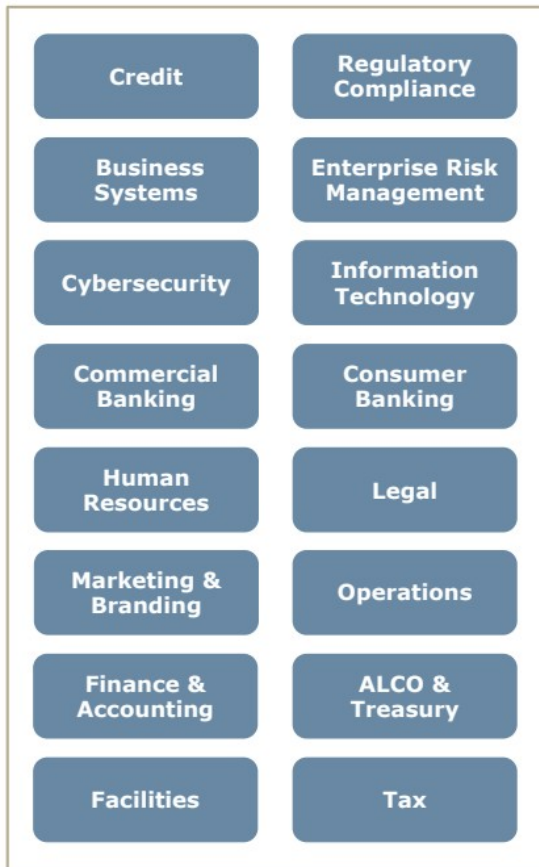 Credit
Regulatory
Compliance
Business
Systems
Enterprise Risk
Management
Cybersecurity
Information
Technology
Commercial
Banking
Consumer
Banking
Human
Resources
Legal
Marketing &
Branding
Operations
Finance &
Accounting
ALCO &
Treasury
Facilities
Tax